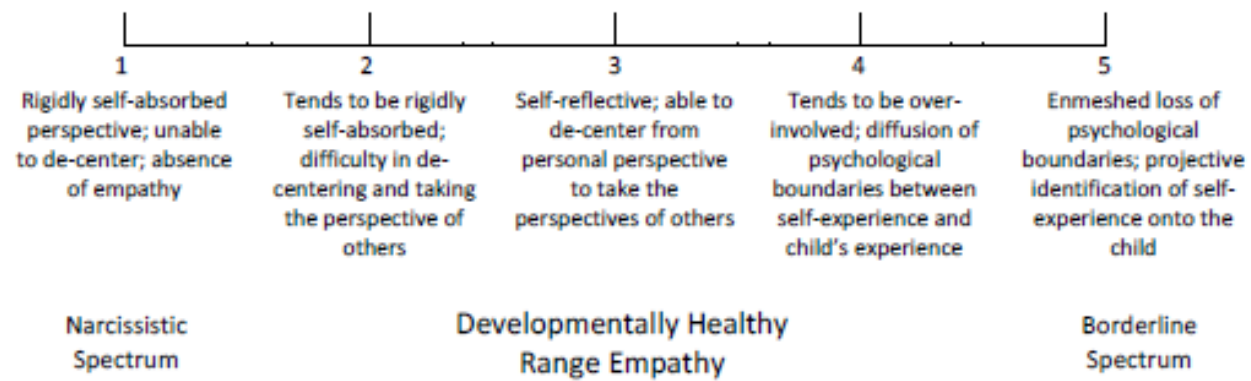 1
2
3
4
5
Rigidly self-absorbed
perspective; unable
to de-center; absence
of empathy
Tends to be rigidly
self-absorbed;
difficulty in de-
centering and taking
the perspective of
others
Self-reflective; able to
de-center from
personal perspective
to take the
perspectives of others
Tends to be over-
involved; diffusion of
psychological
boundaries between
self-experience and
child's experience
Enmeshed loss of
psychological
boundaries; projective
identification of self-
experience onto the
child
Narcissistic
Spectrum
Developmentally Healthy
Range Empathy
Borderline
Spectrum